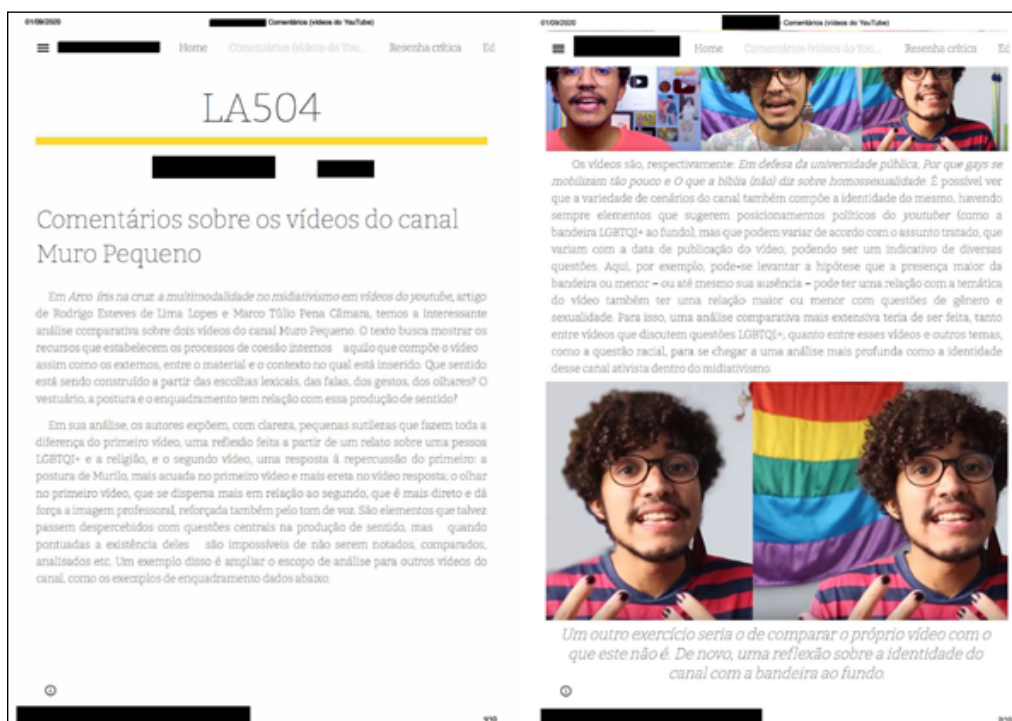 01/09/2020 Comentários (vídeos do YouTube)
Home Comentários (vídeos do You... Resenha crítica Ed
LA504
Comentários sobre os vídeos do canal
Muro Pequeno
Em Arco íris na cruz: a multimodalidade no midiativismo em vídeos do youtube, artigo
de Rodrigo Esteves de Lima Lopes e Marco Túlio Pena Câmara, temos a interessante
análise comparativa sobre dois vídeos do canal Muro Pequeno. O texto busca mostrar os
recursos que estabelecem os processos de coesão internos aquilo que compõe o vídeo
assim como os externos, entre o material e o contexto no qual está inserido. Que sentido
está sendo construído a partir das escolhas lexicais, das falas, dos gestos, dos olhares? O
vestuário, a postura e o enquadramento tem relação com essa produção de sentido?
Em sua análise, os autores expõem, com clareza, pequenas sutilezas que fazem toda a
diferença do primeiro vídeo, uma reflexão feita a partir de um relato sobre uma pessoa
LGBTQI+ e a religião, e o segundo vídeo, uma resposta à repercussão do primeiro: a
postura de Murilo, mais acuada no primeiro vídeo e mais ereta no vídeo resposta; o olhar
no primeiro vídeo, que se dispersa mais em relação ao segundo, que é mais direto e dá
força a imagem professoral, reforçada também pelo tom de voz. São elementos que talvez
passem despercebidos com questões centrais na produção de sentido, mas quando
pontuadas a existência deles são impossíveis de não serem notados, comparados,
analisados etc. Um exemplo disso é ampliar o escopo de análise para outros vídeos do
canal, como os exemplos de enquadramento dados abaixo:
01/09/2020 Comentários (vídeos do YouTube)
Home Comentários (vídeos do You... Resenha crítica Ed
Os vídeos são, respectivamente: Em defesa da universidade pública, Por que gays se
mobilizam tão pouco e O que a bíblia (não) diz sobre homossexualidade. É possível ver
que a variedade de cenários do canal também compõe a identidade do mesmo, havendo
sempre elementos que sugerem posicionamentos políticos do youtuber (como a
bandeira LGBTQI+ ao fundo), mas que podem variar de acordo com o assunto tratado, que
variam com a data de publicação do vídeo, podendo ser um indicativo de diversas
questões. Aqui, por exemplo, pode-se levantar a hipótese que a presença maior da
bandeira ou menor – ou até mesmo sua ausência – pode ter uma relação com a temática
do vídeo também ter uma relação maior ou menor com questões de gênero e
sexualidade. Para isso, uma análise comparativa mais extensiva teria de ser feita, tanto
entre vídeos que discutem questões LGBTQI+, quanto entre esses vídeos e outros temas,
como a questão racial, para se chegar a uma análise mais profunda como a identidade
desse canal ativista dentro do midiativismo.
Um outro exercício seria o de comparar o próprio vídeo com o
que este não é. De novo, uma reflexão sobre a identidade do
canal com a bandeira ao fundo.